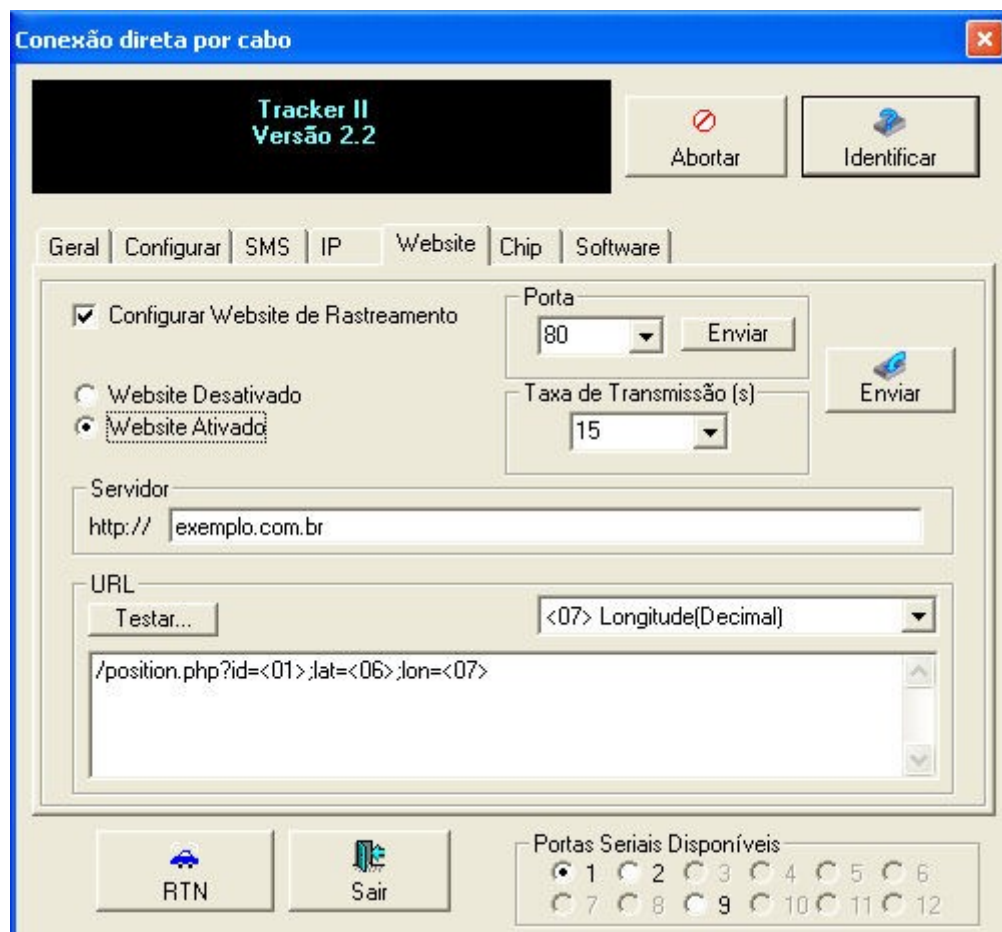 Conexão direta por cabo
Tracker II
Versão 2.2
Abortar
Identificar
Geral
Configurar
SMS
IP
Website
Chip
Software
Configurar Website de Rastreamento
Website Desativado
Website Ativado
Porta
80
Enviar
Taxa de Transmissão (s)
15
Enviar
Servidor
http://
exemplo.com.br
URL
Testar...
<07> Longitude(Decimal)
/position.php?id=<01>;lat=<06>;lon=<07>
RTN
Sair
Portas Seriais Disponíveis
1 2 3 4 5 6
7 8 9 10 11 12